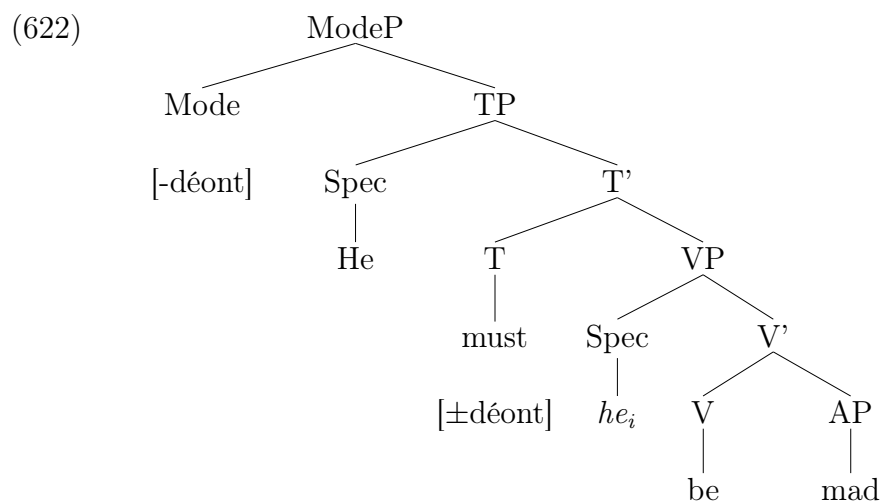 (622) ModeP
Mode TP
[-déont] Spec T'
He T VP
must Spec V'
[±déont] he_i V AP
be mad